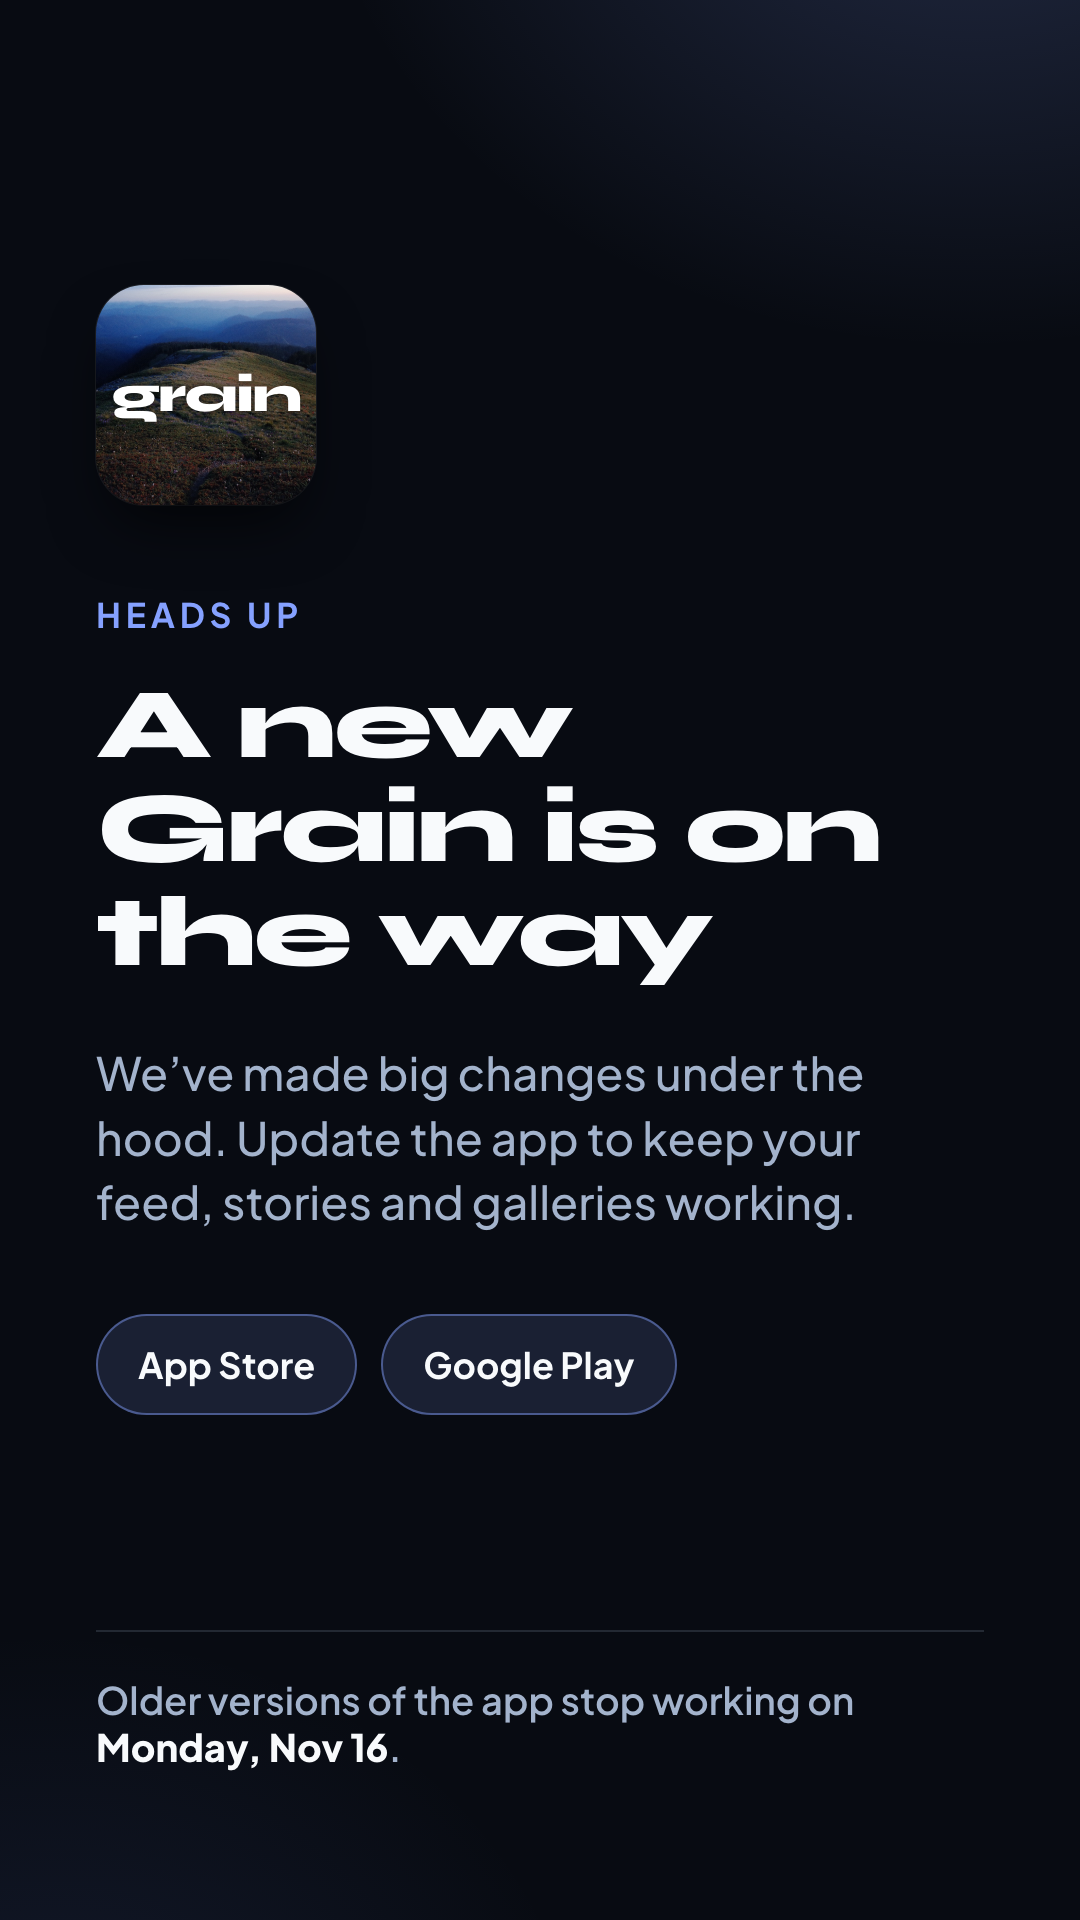 grain
HEADS UP
A new
Grain is on
the way
We’ve made big changes under the
hood. Update the app to keep your
feed, stories and galleries working.
App Store
Google Play
Older versions of the app stop working on
Monday, Nov 16.